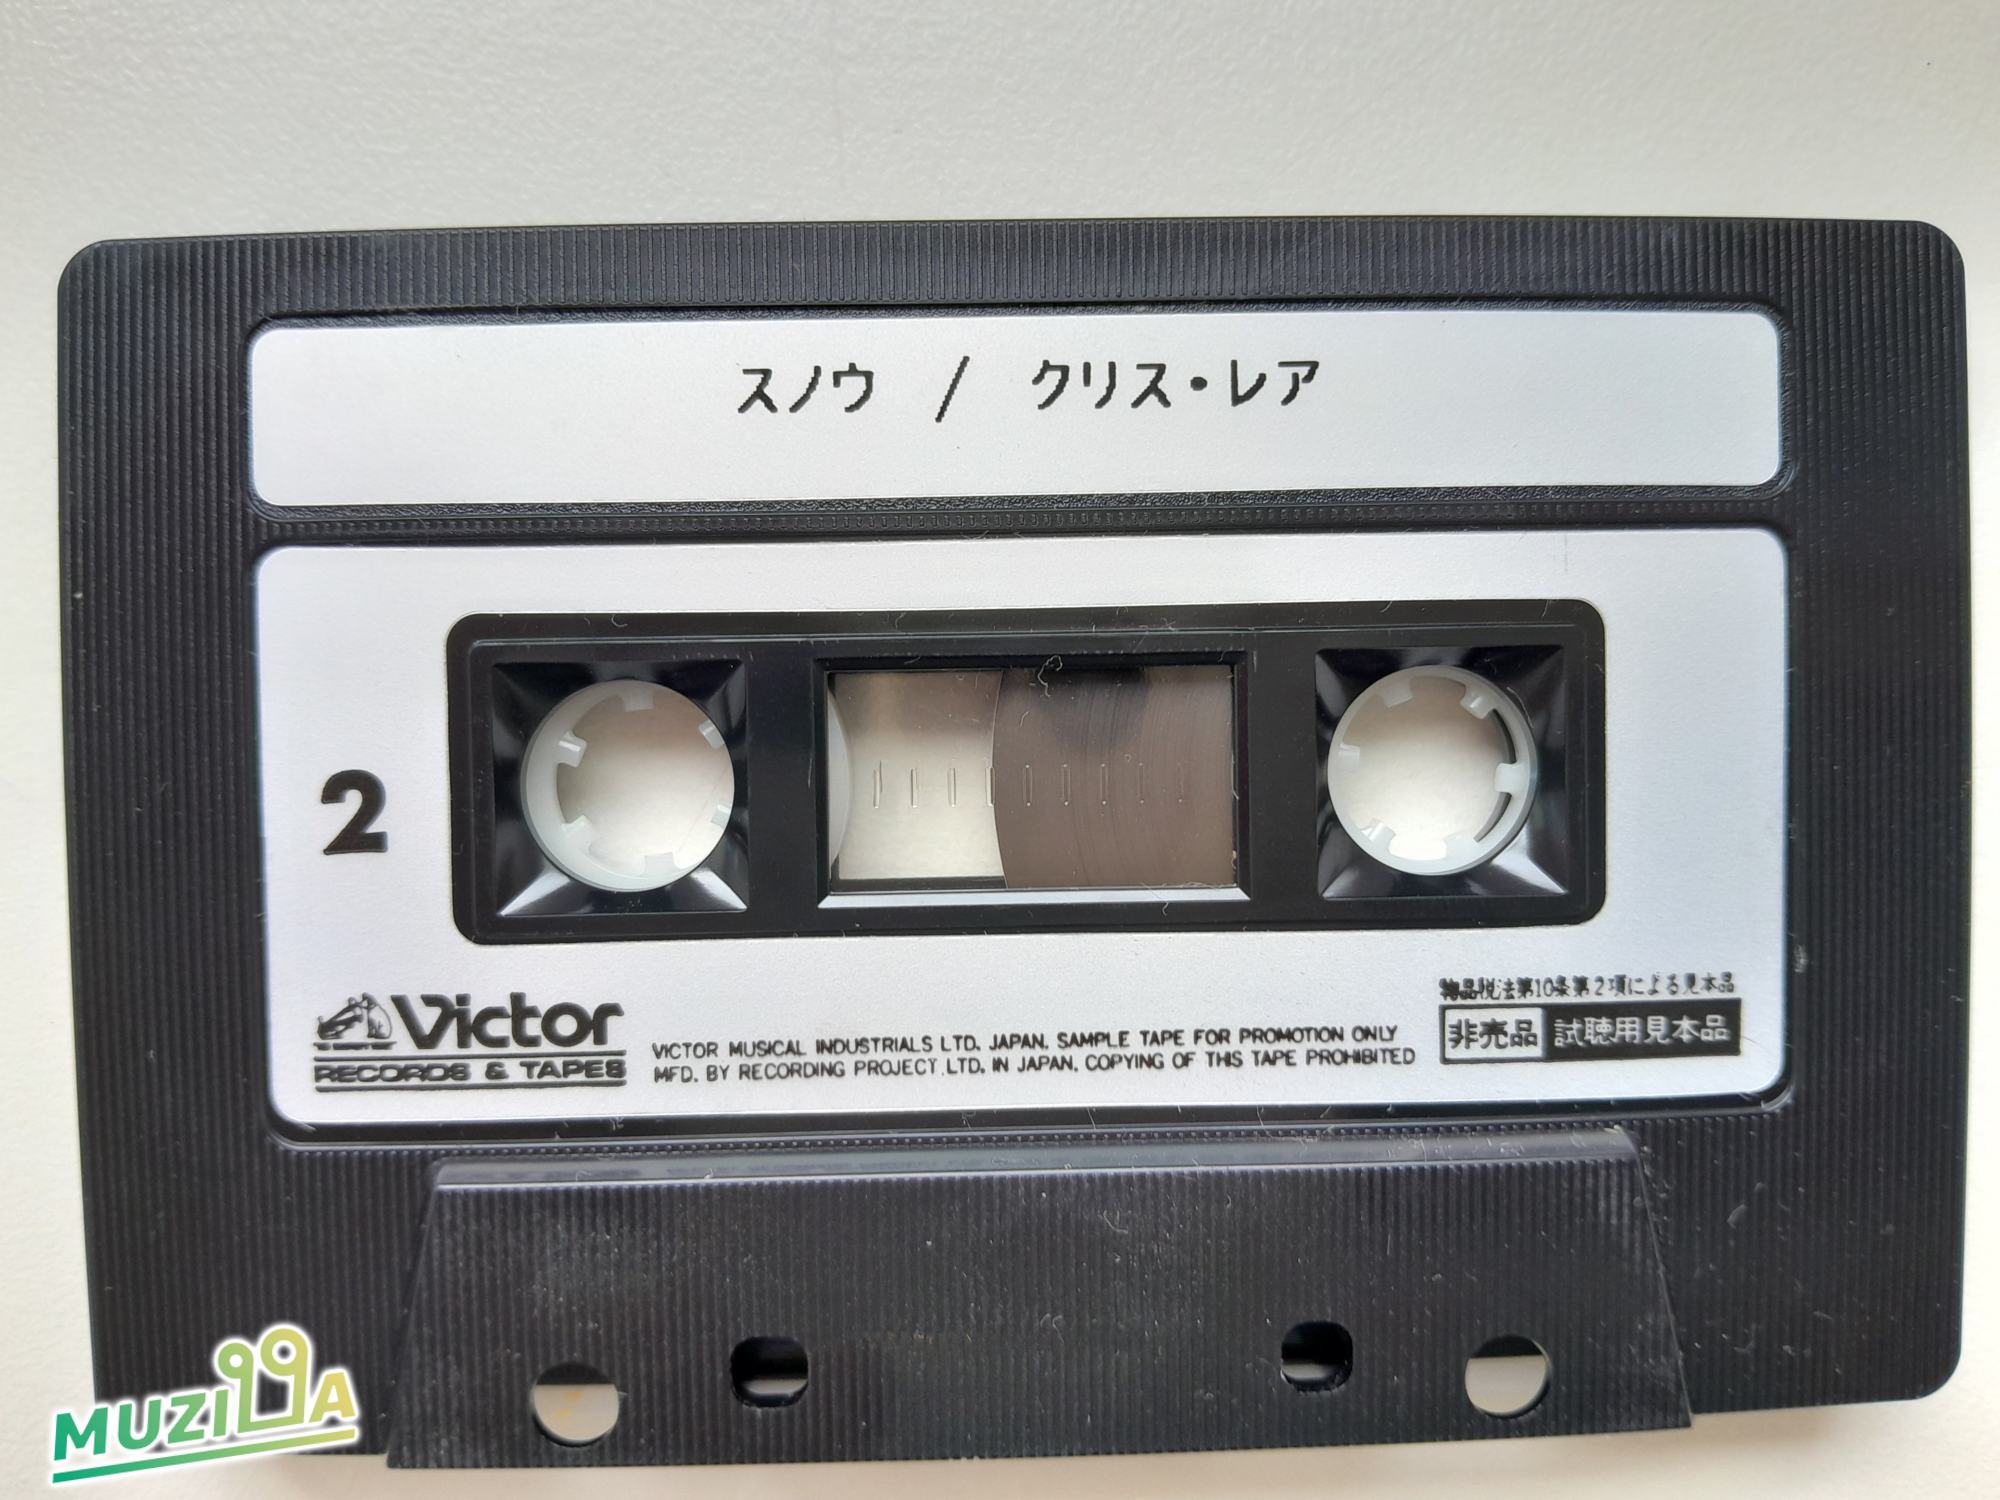 スノウ / クリス・レア
2
Victor
RECORDS & TAPES
VICTOR MUSICAL INDUSTRIALS LTD. JAPAN. SAMPLE TAPE FOR PROMOTION ONLY
MFD. BY RECORDING PROJECT.LTD. IN JAPAN. COPYING OF THIS TAPE PROHIBITED
物品税法第10条第2項による見本品
非売品 試聴用見本品
MUZILLA